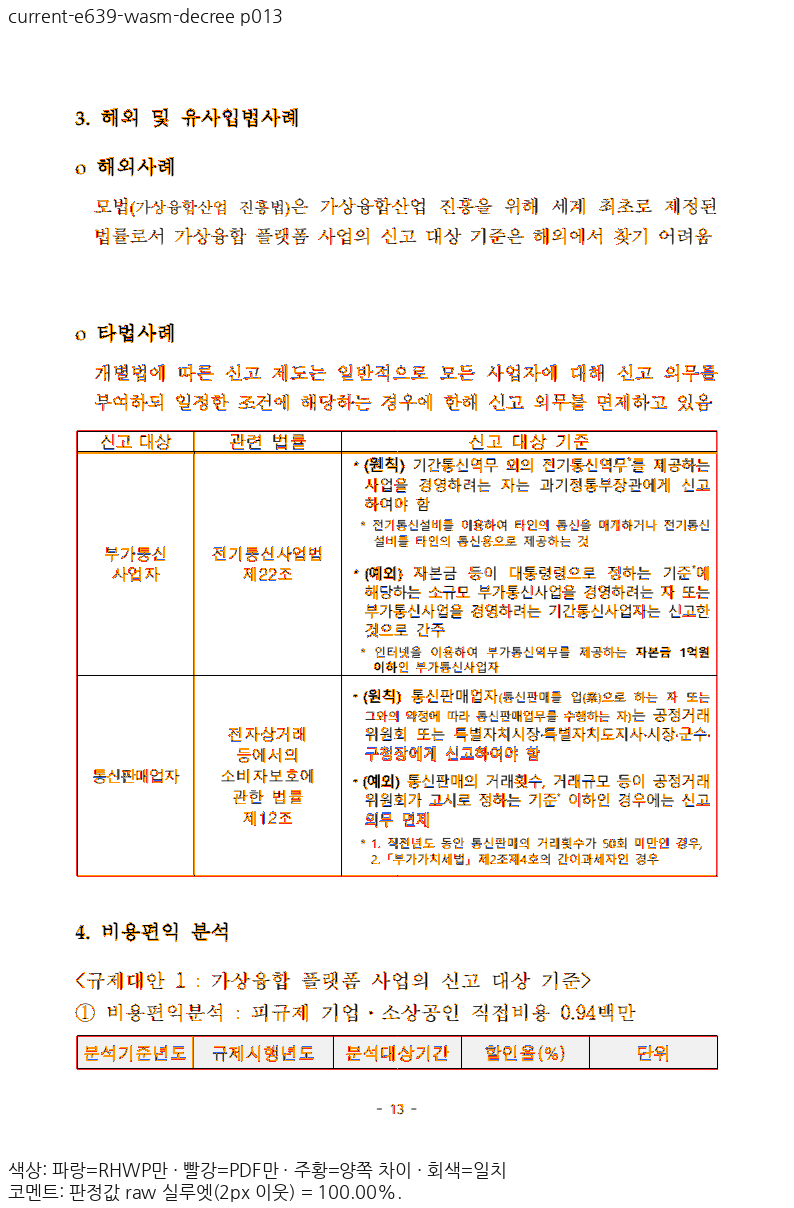 current-e639-wasm-decree p013
3. 해외 및 유사입법사례
o 해외사례
모법(가상융합산업 진흥법)은 가상융합산업 진흥을 위해 세계 최초로 제정된
법률로서 가상융합 플랫폼 사업의 신고 대상 기준은 해외에서 찾기 어려움
o 타법사례
개별법에 따른 신고 제도는 일반적으로 모든 사업자에 대해 신고 의무를
부여하되 일정한 조건에 해당하는 경우에 한해 신고 의무를 면제하고 있음
신고 대상 관련 법률 신고 대상 기준
부가통신
사업자
전기통신사업법
제22조
* (원칙) 기간통신역무 외의 전기통신역무*를 제공하는
사업을 경영하려는 자는 과기정통부장관에게 신고
하여야 함
* 전기통신설비를 이용하여 타인의 통신을 매개하거나 전기통신
설비를 타인의 통신용으로 제공하는 것
* (예외) 자본금 등이 대통령령으로 정하는 기준*에
해당하는 소규모 부가통신사업을 경영하려는 자 또는
부가통신사업을 경영하려는 기간통신사업자는 신고한
것으로 간주
* 인터넷을 이용하여 부가통신역무를 제공하는 자본금 1억원
이하인 부가통신사업자
통신판매업자
전자상거래
등에서의
소비자보호에
관한 법률
제12조
- (원칙) 통신판매업자(통신판매를 업(業)으로 하는 자 또는
그와의 약정에 따라 통신판매업무를 수행하는 자)는 공정거래
위원회 또는 특별자치시장·특별자치도지사·시장·군수·
구청장에게 신고하여야 함
- (예외) 통신판매의 거래횟수, 거래규모 등이 공정거래
위원회가 고시로 정하는 기준* 이하인 경우에는 신고
의무 면제
* 1. 직전년도 동안 통신판매의 거래횟수가 50회 미만인 경우,
2. 「부가가치세법」 제2조제4호의 간이과세자인 경우
4. 비용편익 분석
<규제대안 1 : 가상융합 플랫폼 사업의 신고 대상 기준>
① 비용편익분석 : 피규제 기업·소상공인 직접비용 0.94백만
분석기준년도 규제시행년도 분석대상기간 할인율(%) 단위
- 13 -
색상: 파랑=RHWP만 · 빨강=PDF만 · 주황=양쪽 차이 · 회색=일치
코멘트: 판정값 raw 실루엣(2px 이웃) = 100.00%.